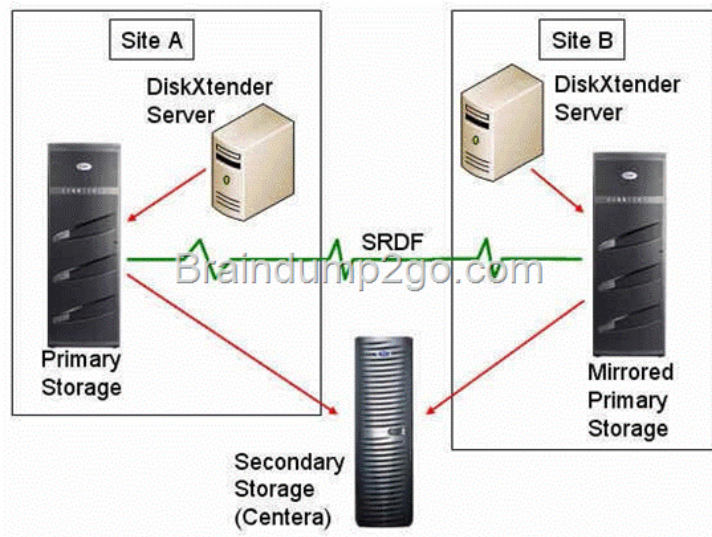 Site A
Site B
DiskXtender
Server
DiskXtender
Server
SRDF
Braindump2go.com
Primary
Storage
Mirrored
Primary
Storage
Secondary
Storage
(Centera)